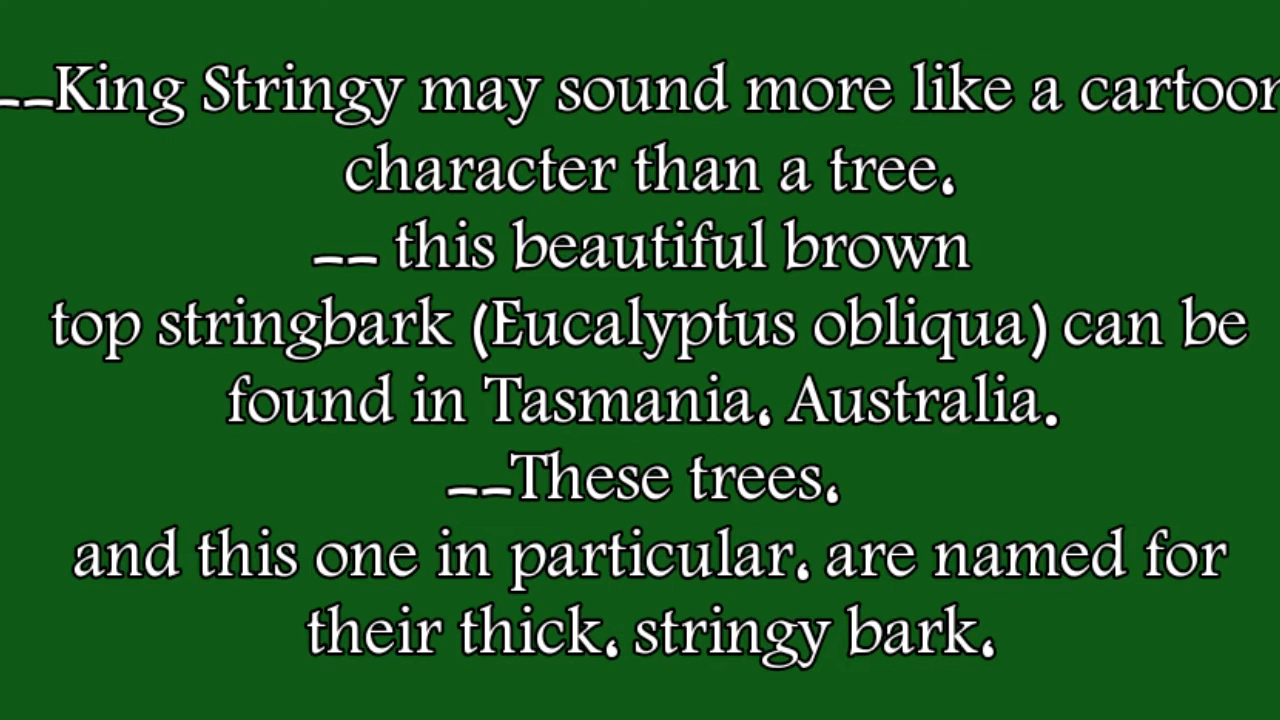 --King Stringy may sound more like a cartoon
character than a tree,
-- this beautiful brown
top stringbark (Eucalyptus obliqua) can be
found in Tasmania, Australia.
--These trees,
and this one in particular, are named for
their thick, stringy bark,